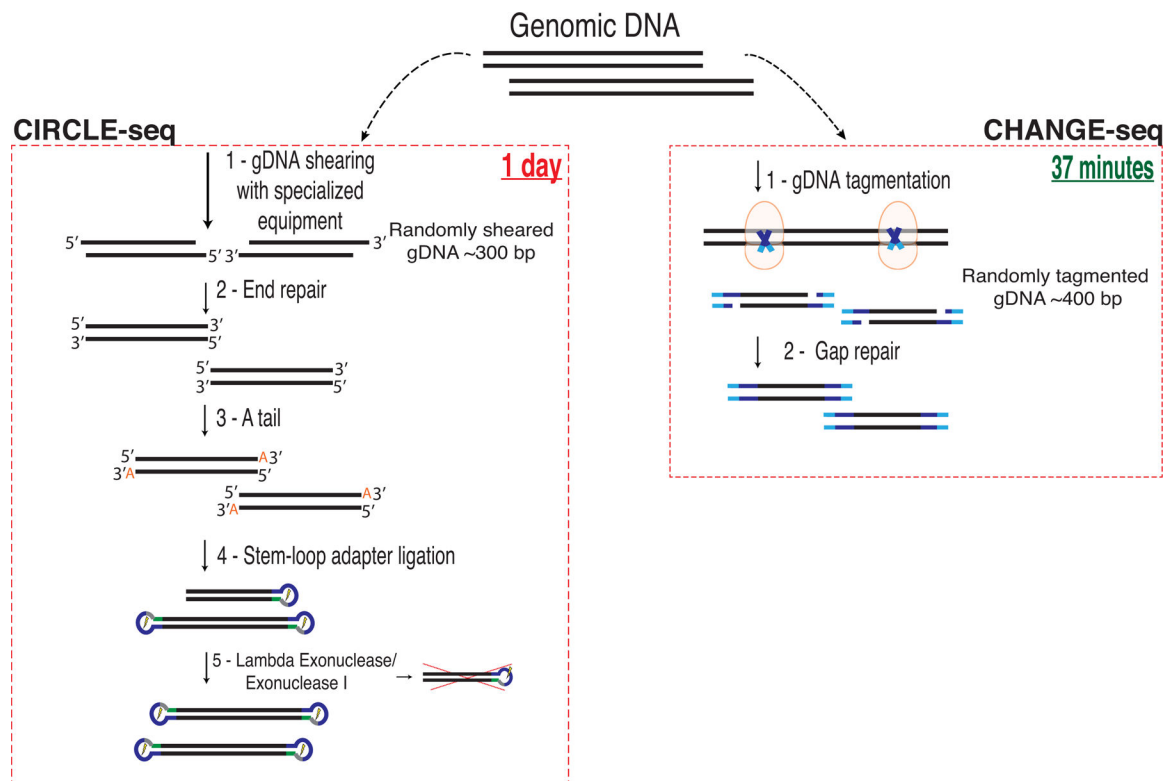 Genomic DNA
CIRCLE-seq
1 day
1 - gDNA shearing
with specialized
equipment
5’
3’
5’ 3’
Randomly sheared
gDNA ~300 bp
2 - End repair
5’
3’
3’
5’
5’
3’
3’
5’
3 - A tail
5’
A3’
3’A
5’
5’
A3’
3’A
5’
4 - Stem-loop adapter ligation
5 - Lambda Exonuclease/
Exonuclease I
CHANGE-seq
37 minutes
1 - gDNA tagmentation
Randomly tagmented
gDNA ~400 bp
2 - Gap repair